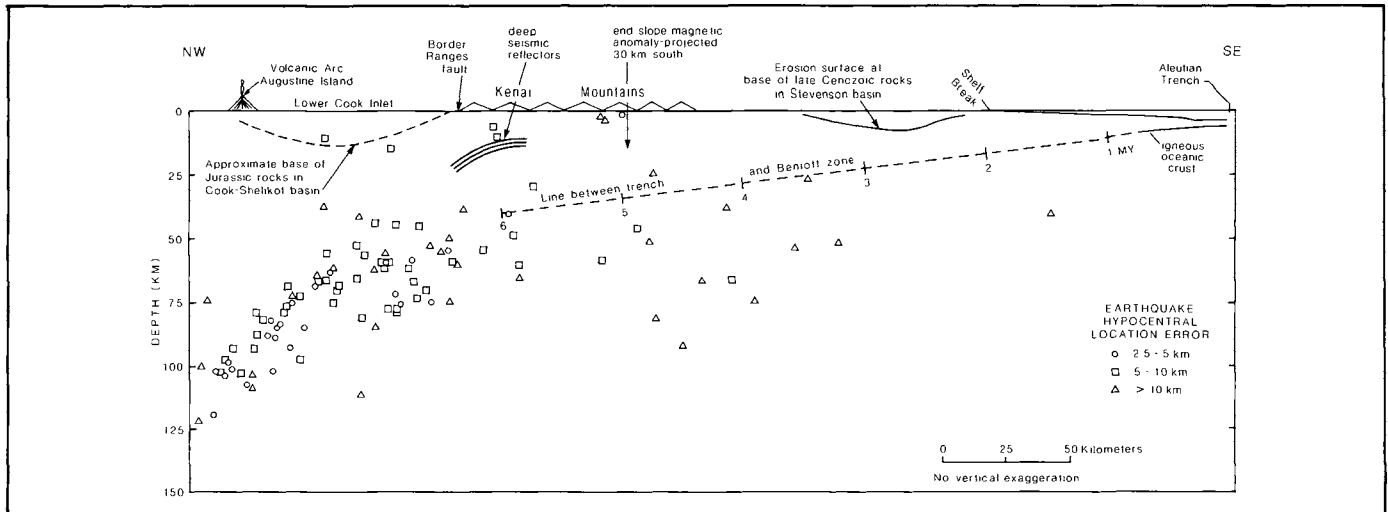 NW
SE
Volcanic Arc
Augustine Island
Lower Cook Inlet
Border
Ranges
fault
deep
seismic
reflectors
Kenai
Mountains
end slope magnetic
anomaly-projected
30 km south
Erosion surface at
base of late Cenozoic rocks
in Stevenson basin
Shelf
Break
Aleutian
Trench
Approximate base of
Jurassic rocks in
Cook-Shelikof basin
Line between trench
and Benioff zone
6
5
4
3
2
1 MY
igneous
oceanic
crust
DEPTH (KM)
0
25
50
75
100
125
150
EARTHQUAKE
HYPOCENTRAL
LOCATION ERROR
2.5 - 5 km
5 - 10 km
> 10 km
0 25 50 Kilometers
No vertical exaggeration